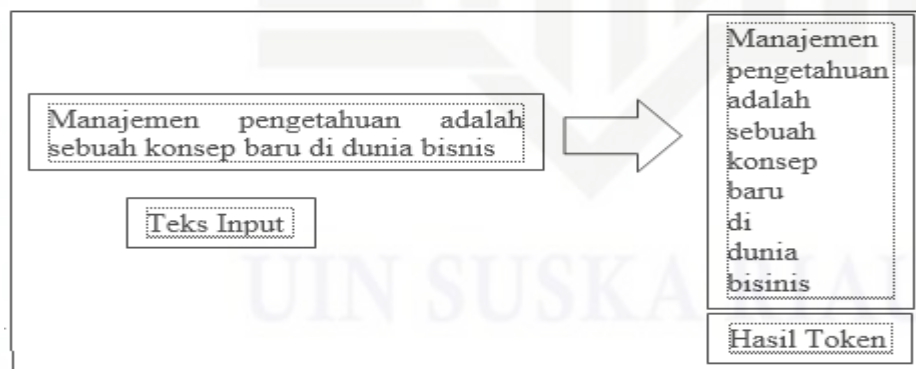 Manajemen pengetahuan adalah
sebuah konsep baru di dunia bisnis
Teks Input
Manajemen
pengetahuan
adalah
sebuah
konsep
baru
di
dunia
bisinis
Hasil Token
UIN SUSKA RIAU